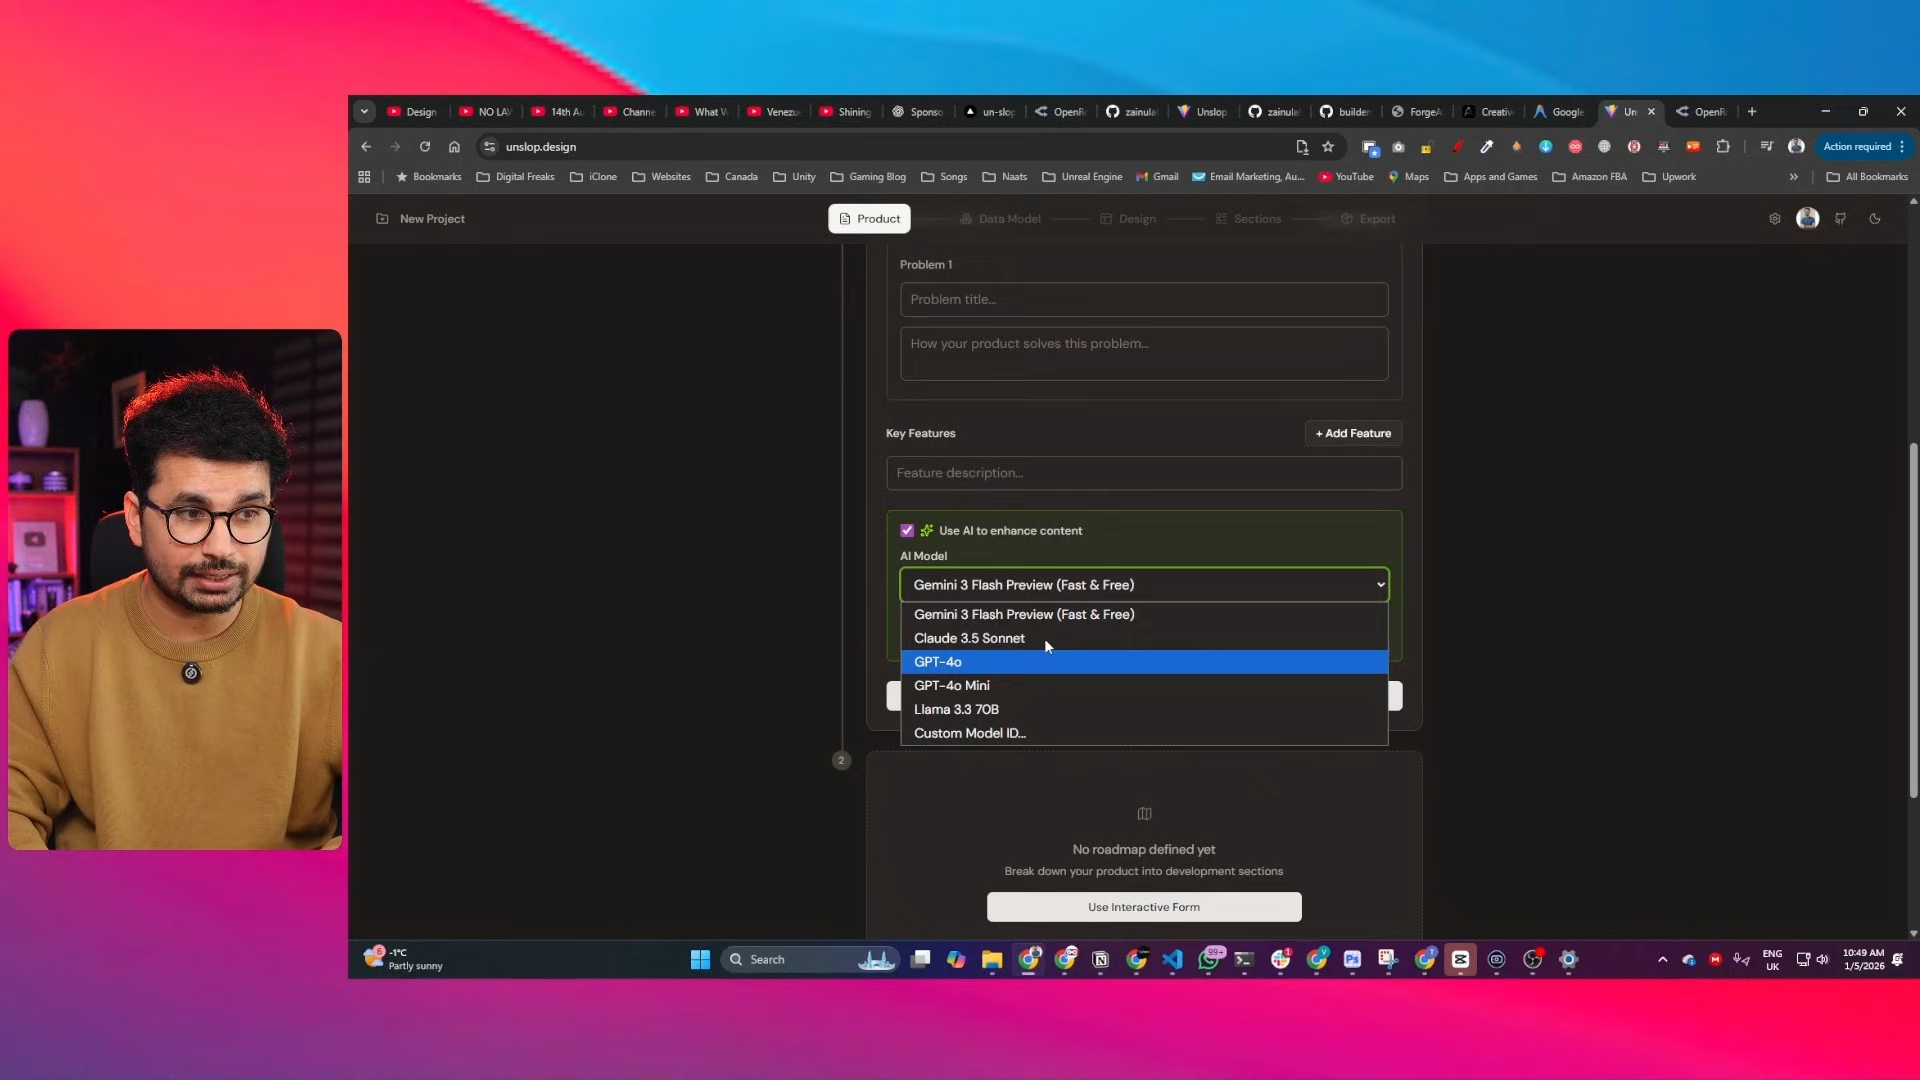 Design
NO LAW
14th Au
Channe
What W
Venezu
Shining
Sponso
un-slop
OpenRo
zainula
Unslop
zainula
builder
ForgeA
Creativ
Google
Un
OpenRo
unslop.design
Action required
Bookmarks
Digital Freaks
iClone
Websites
Canada
Unity
Gaming Blog
Songs
Naats
Unreal Engine
Gmail
Email Marketing, Au...
YouTube
Maps
Apps and Games
Amazon FBA
Upwork
All Bookmarks
New Project
Product
Data Model
Design
Sections
Export
Problem 1
Problem title...
How your product solves this problem...
Key Features
+ Add Feature
Feature description...
Use AI to enhance content
AI Model
Gemini 3 Flash Preview (Fast & Free)
Gemini 3 Flash Preview (Fast & Free)
Claude 3.5 Sonnet
GPT-4o
GPT-4o Mini
Llama 3.3 70B
Custom Model ID...
2
No roadmap defined yet
Break down your product into development sections
Use Interactive Form
-1°C
Partly sunny
Search
99+
ENG
UK
10:49 AM
1/5/2026